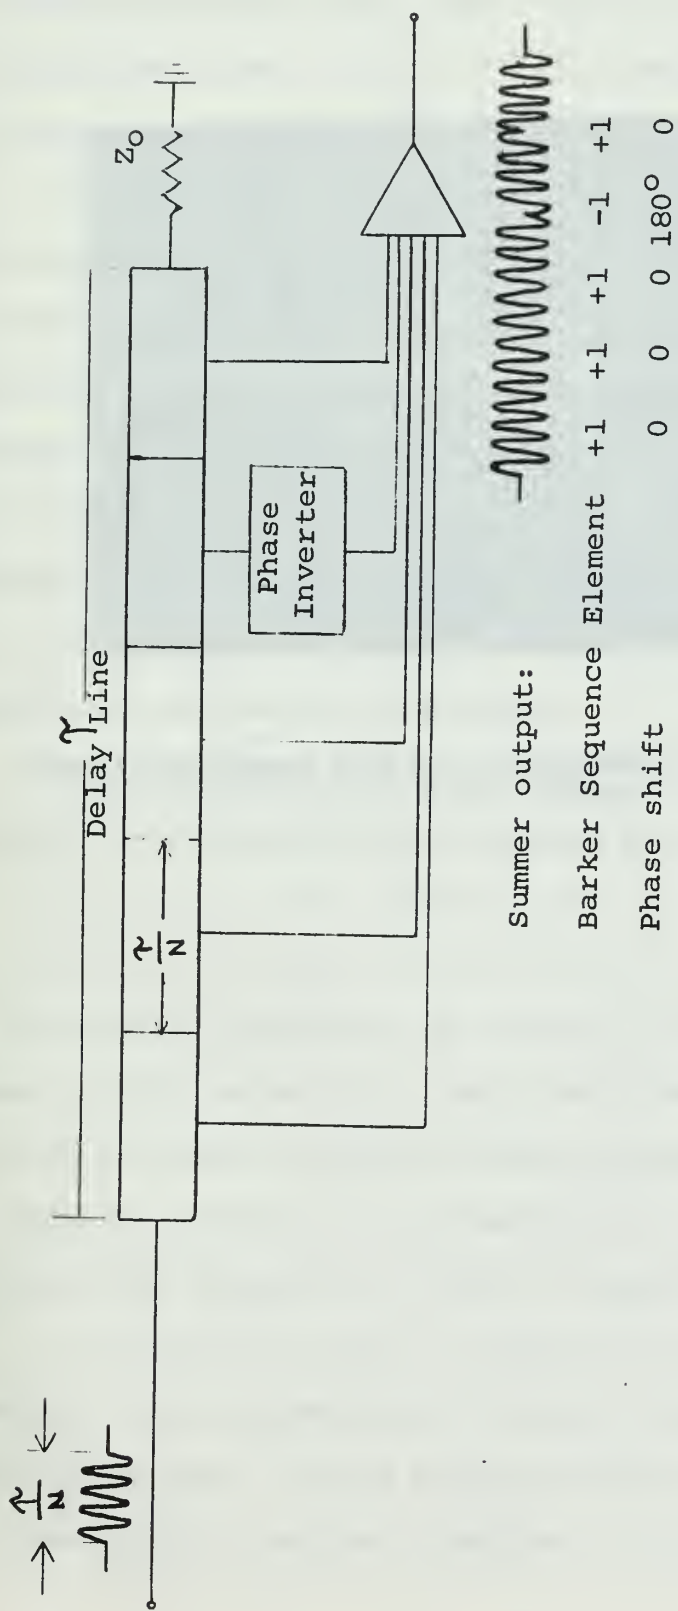 τ/N
τ
Delay Line
τ/N
Z₀
Phase
Inverter
Summer output:
Barker Sequence Element +1 +1 +1 -1 +1
Phase shift 0 0 0 180° 0